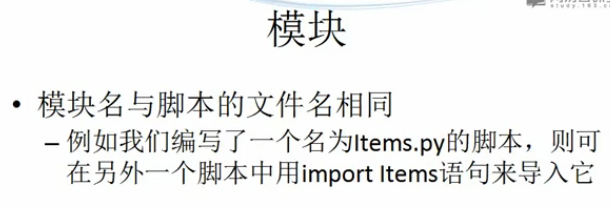 study.163.c
模块
• 模块名与脚本的文件名相同
– 例如我们编写了一个名为Items.py的脚本，则可
在另外一个脚本中用import Items语句来导入它